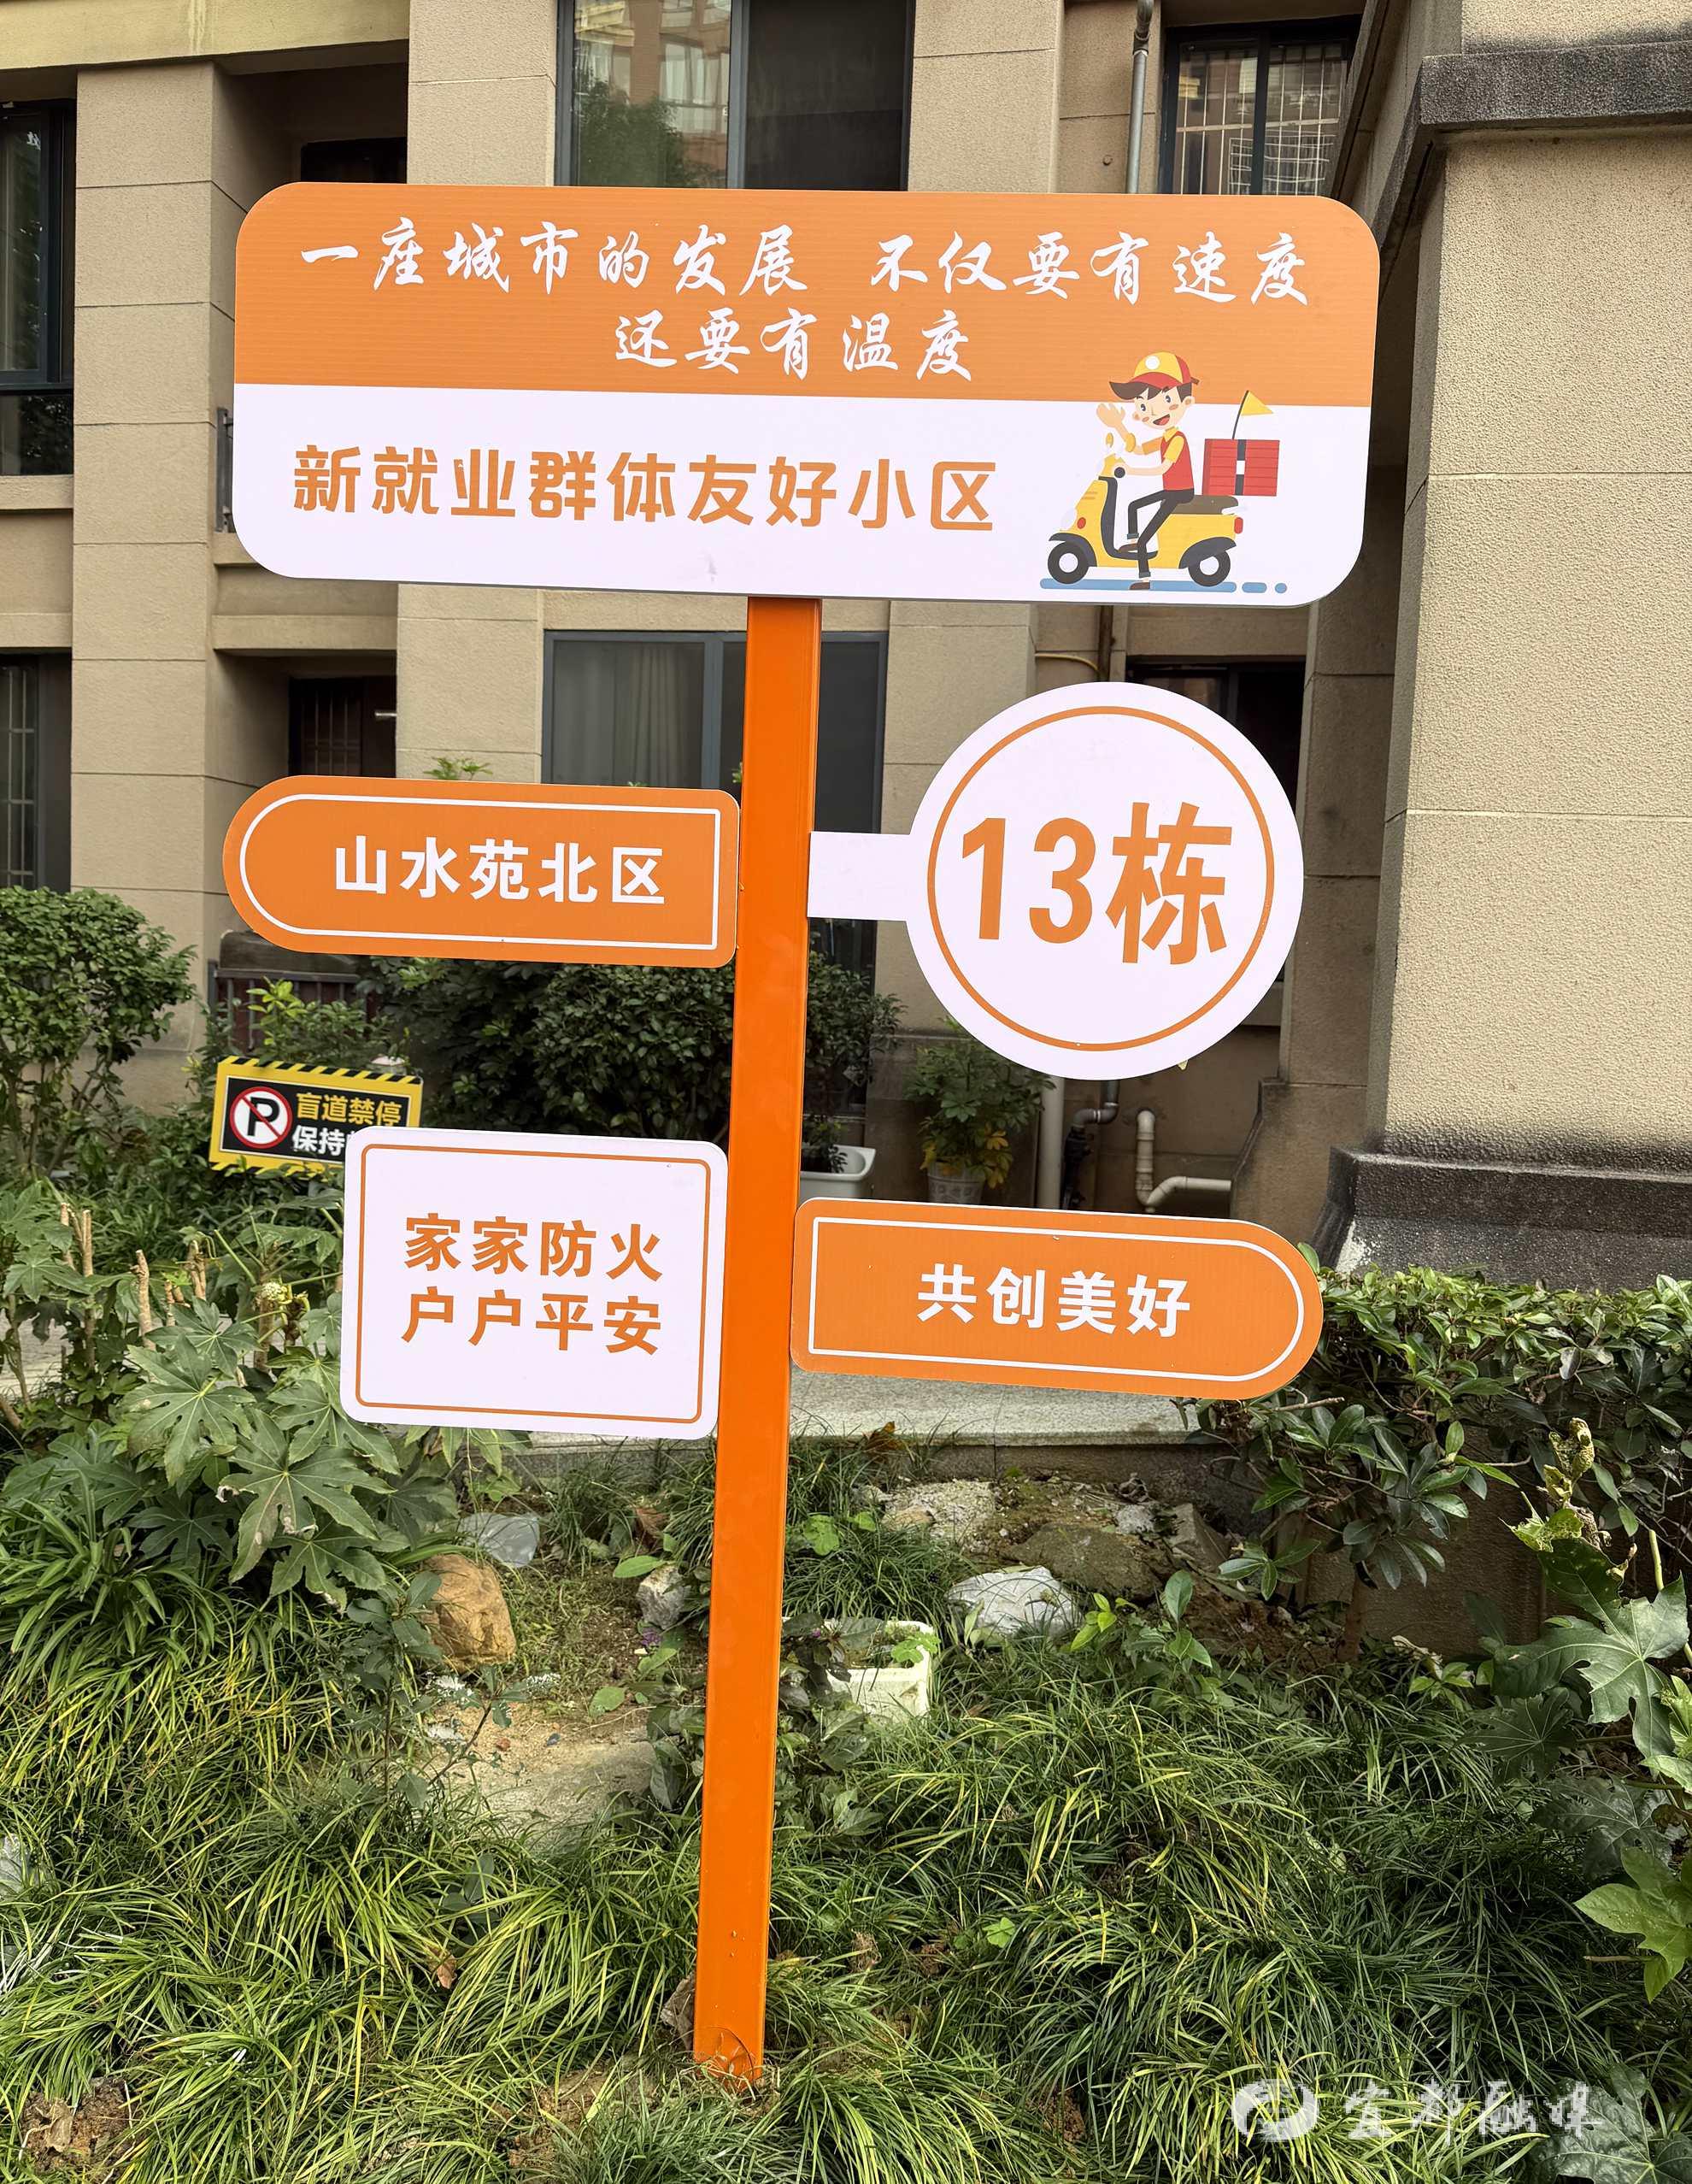 一座城市的发展 不仅要有速度
还要有温度
新就业群体友好小区
山水苑北区
13栋
P
盲道禁停
保持
家家防火
户户平安
共创美好
宜都融媒